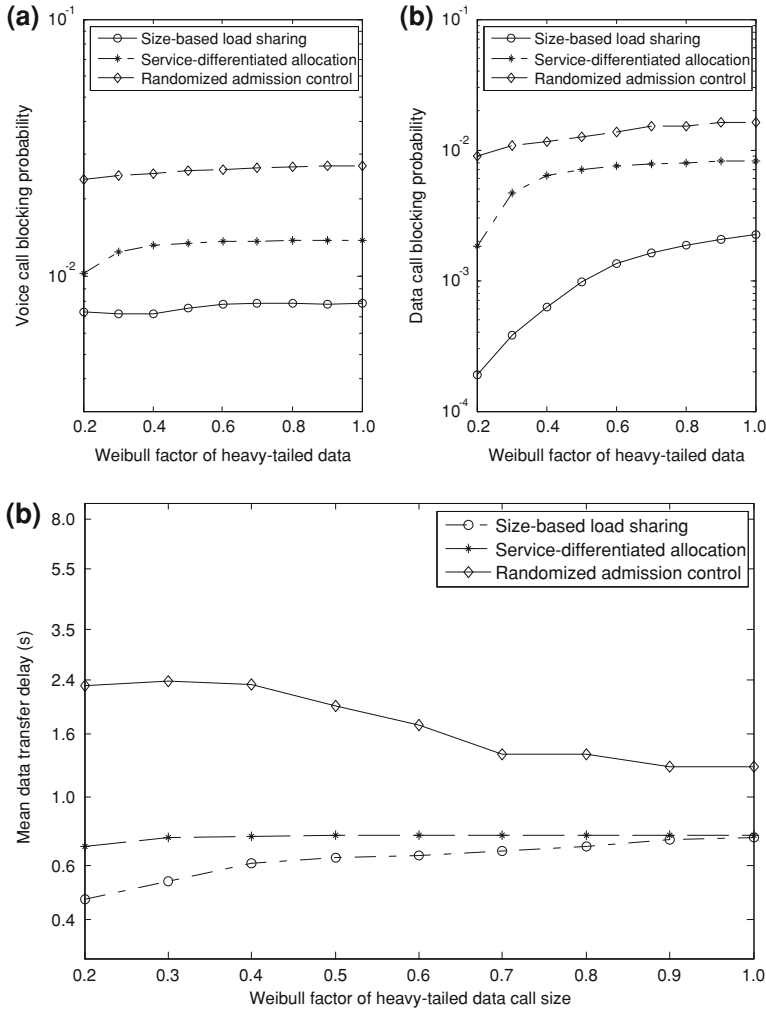 (a)
10^-1
Size-based load sharing
Service-differentiated allocation
Randomized admission control
Voice call blocking probability
10^-2
0.2 0.4 0.6 0.8 1.0
Weibull factor of heavy-tailed data
(b)
10^-1
Size-based load sharing
Service-differentiated allocation
Randomized admission control
Data call blocking probability
10^-2
10^-3
10^-4
0.2 0.4 0.6 0.8 1.0
Weibull factor of heavy-tailed data
(b)
Size-based load sharing
Service-differentiated allocation
Randomized admission control
Mean data transfer delay (s)
8.0
5.5
3.5
2.4
1.6
1.0
0.6
0.4
0.2 0.3 0.4 0.5 0.6 0.7 0.8 0.9 1.0
Weibull factor of heavy-tailed data call size